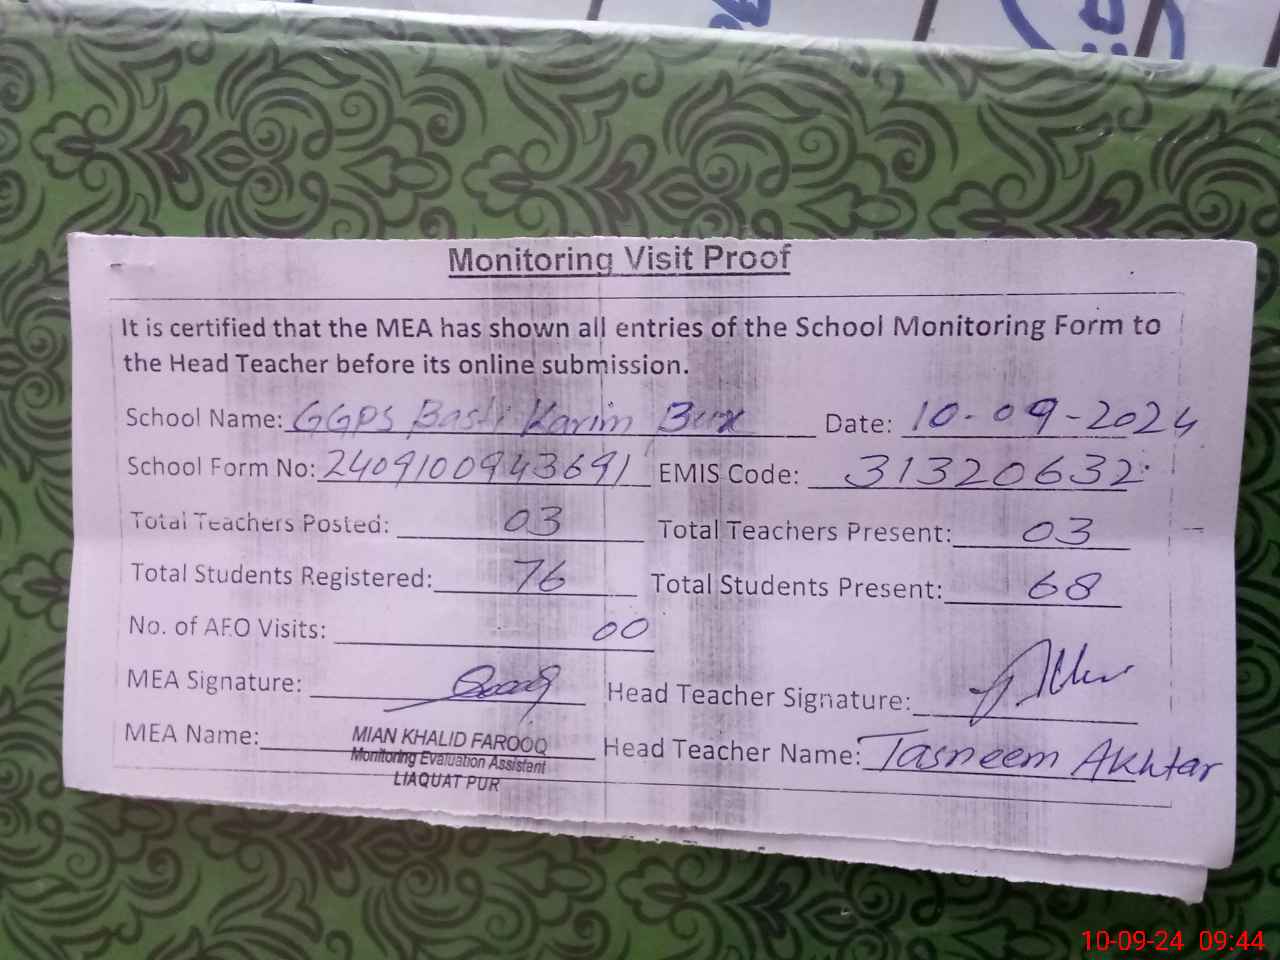 Monitoring Visit Proof
It is certified that the MEA has shown all entries of the School Monitoring Form to
the Head Teacher before its online submission.
School Name: GGPS Basti Karim Bux Date: 10-09-2024
School Form No: 2409100943691 EMIS Code: 31320632
Total Teachers Posted: 03 Total Teachers Present: 03
Total Students Registered: 76 Total Students Present: 68
No. of AEO Visits: 00
MEA Signature: Head Teacher Signature:
MEA Name: MIAN KHALID FAROOQ Head Teacher Name: Tasneem Akhtar
Monitoring Evaluation Assistant
LIAQUAT PUR
10-09-24 09:44